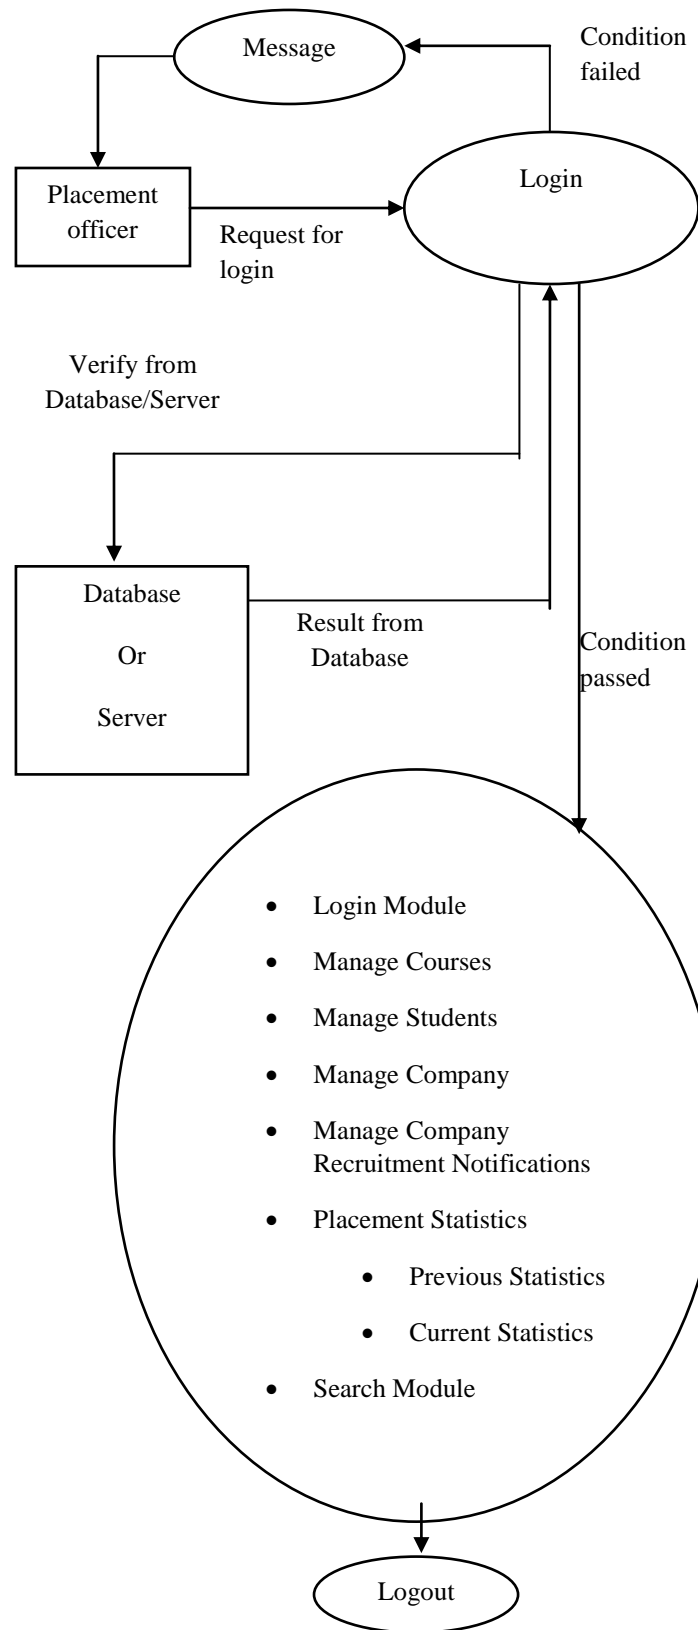 Message
Condition
failed
Login
Placement
officer
Request for
login
Verify from
Database/Server
Database
Or
Server
Result from
Database
Condition
passed
• Login Module
• Manage Courses
• Manage Students
• Manage Company
• Manage Company
Recruitment Notifications
• Placement Statistics
• Previous Statistics
• Current Statistics
• Search Module
Logout